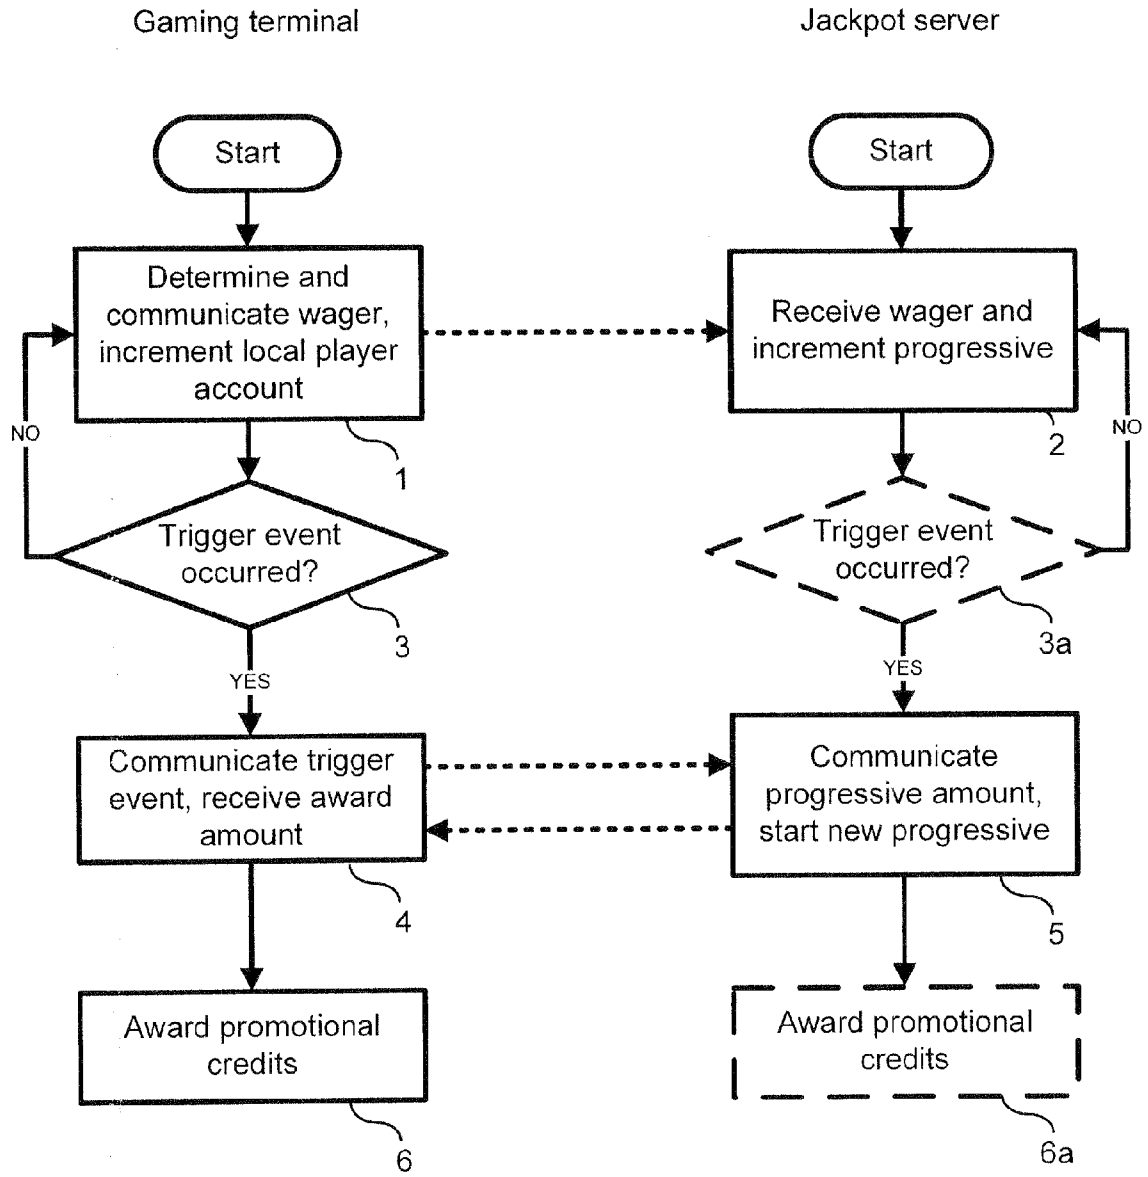 Gaming terminal
Jackpot server
Start
Start
Determine and
communicate wager,
increment local player
account
Receive wager and
increment progressive
NO
NO
1
2
Trigger event
occurred?
Trigger event
occurred?
3
3a
YES
YES
Communicate trigger
event, receive award
amount
Communicate
progressive amount,
start new progressive
4
5
Award promotional
credits
Award promotional
credits
6
6a